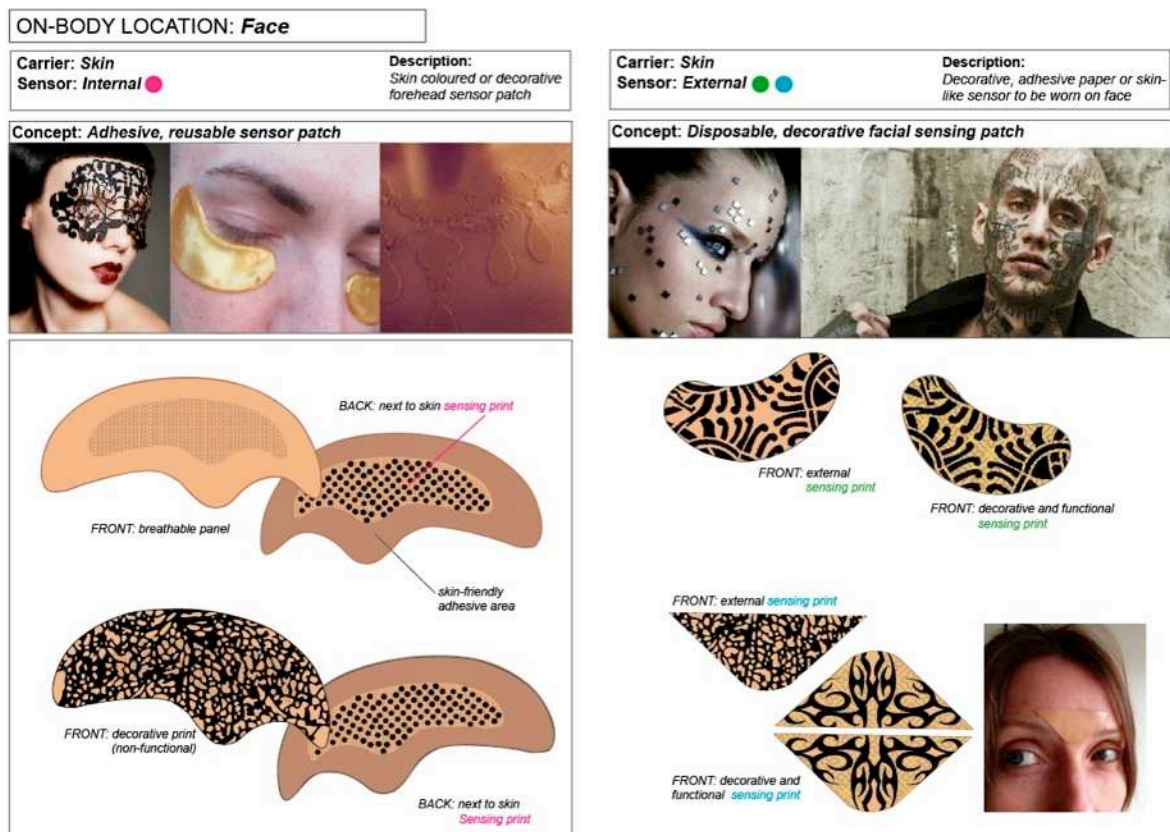 ON-BODY LOCATION: Face
Carrier: Skin
Sensor: Internal
Description:
Skin coloured or decorative
forehead sensor patch
Concept: Adhesive, reusable sensor patch
BACK: next to skin sensing print
FRONT: breathable panel
skin-friendly
adhesive area
FRONT: decorative print
(non-functional)
BACK: next to skin
Sensing print
Carrier: Skin
Sensor: External
Description:
Decorative, adhesive paper or skin-
like sensor to be worn on face
Concept: Disposable, decorative facial sensing patch
FRONT: external
sensing print
FRONT: decorative and functional
sensing print
FRONT: external sensing print
FRONT: decorative and
functional sensing print